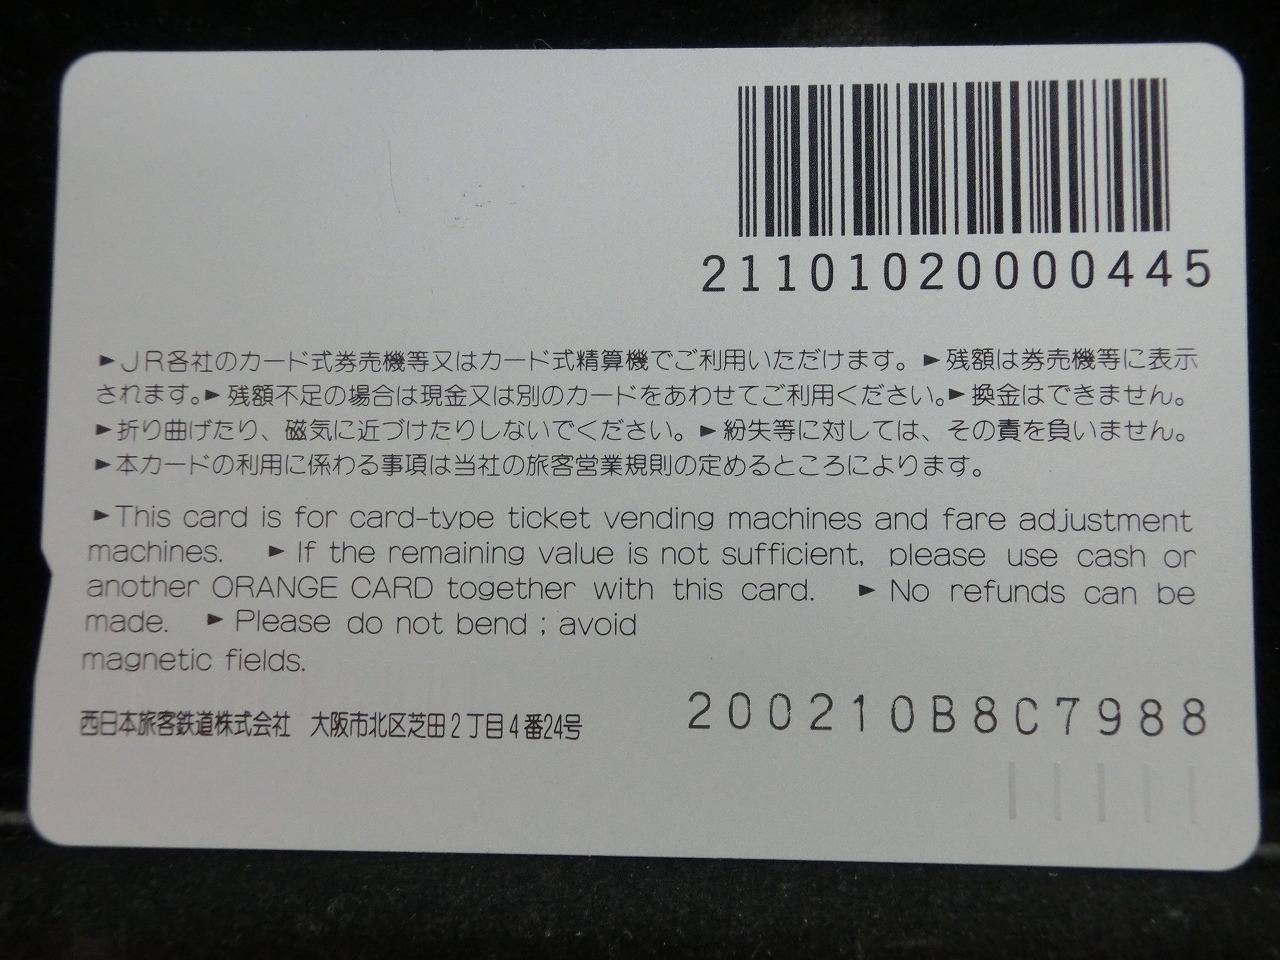 21101020000445
►JR各社のカード式券売機等又はカード式精算機でご利用いただけます。►残額は券売機等に表示
されます。►残額不足の場合は現金又は別のカードをあわせてご利用ください。►換金はできません。
►折り曲げたり、磁気に近づけたりしないでください。►紛失等に対しては、その責を負いません。
►本カードの利用に係わる事項は当社の旅客営業規則の定めるところによります。
►This card is for card-type ticket vending machines and fare adjustment
machines. ►If the remaining value is not sufficient, please use cash or
another ORANGE CARD together with this card. ►No refunds can be
made. ►Please do not bend ; avoid
magnetic fields.
西日本旅客鉄道株式会社 大阪市北区芝田2丁目4番24号
200210B8C7988